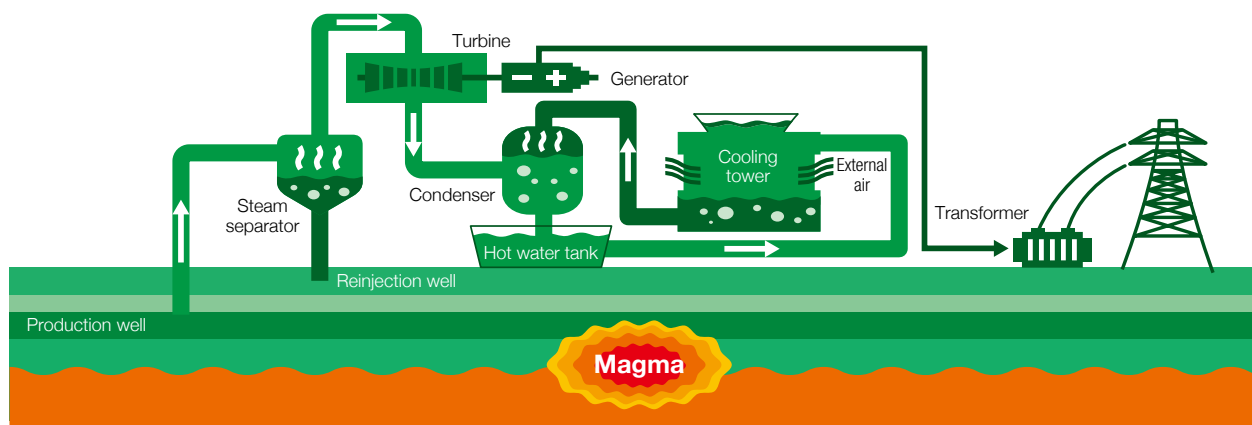 Turbine
Generator
Cooling
tower
External
air
Condenser
Steam
separator
Transformer
Hot water tank
Reinjection well
Production well
Magma